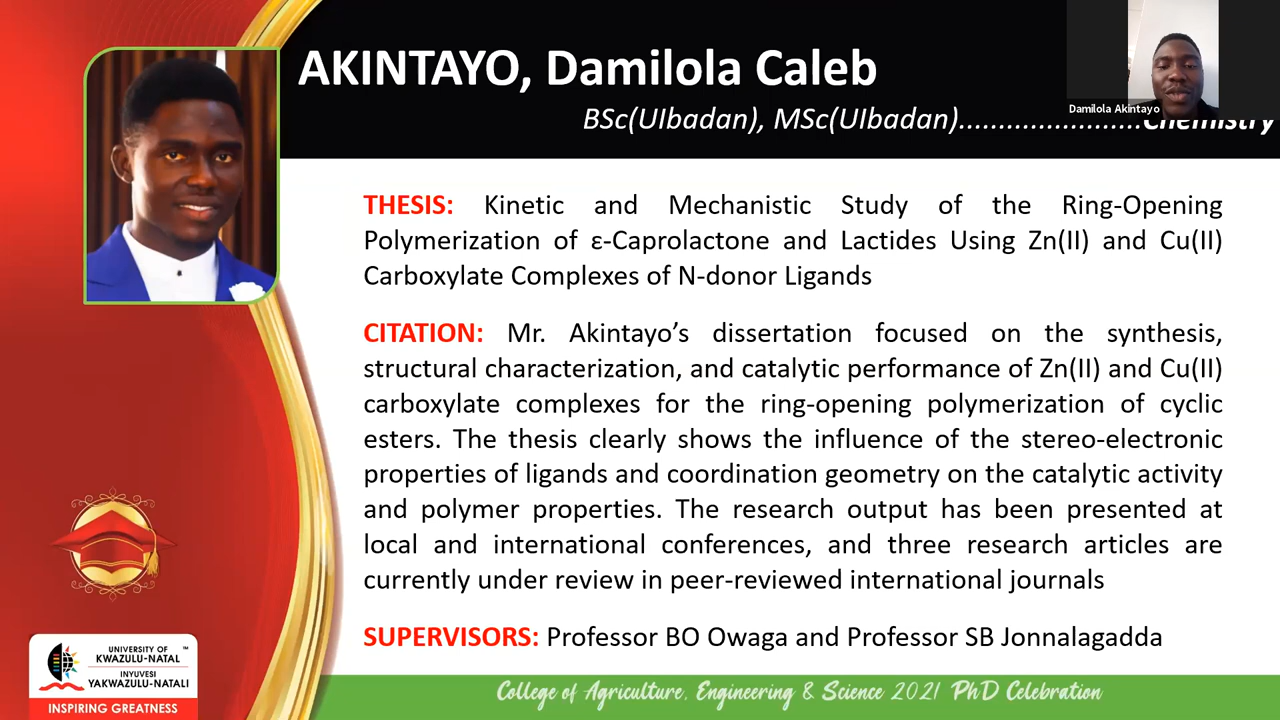 AKINTAYO, Damilola Caleb
BSc(UIbadan), MSc(UIbadan).......................Chemistry
Damilola Akintayo
THESIS: Kinetic and Mechanistic Study of the Ring-Opening
Polymerization of ε-Caprolactone and Lactides Using Zn(II) and Cu(II)
Carboxylate Complexes of N-donor Ligands
CITATION: Mr. Akintayo’s dissertation focused on the synthesis,
structural characterization, and catalytic performance of Zn(II) and Cu(II)
carboxylate complexes for the ring-opening polymerization of cyclic
esters. The thesis clearly shows the influence of the stereo-electronic
properties of ligands and coordination geometry on the catalytic activity
and polymer properties. The research output has been presented at
local and international conferences, and three research articles are
currently under review in peer-reviewed international journals
SUPERVISORS: Professor BO Owaga and Professor SB Jonnalagadda
UNIVERSITY OF ™
KWAZULU-NATAL
INYUVESI
YAKWAZULU-NATALI
INSPIRING GREATNESS
College of Agriculture, Engineering & Science 2021 PhD Celebration